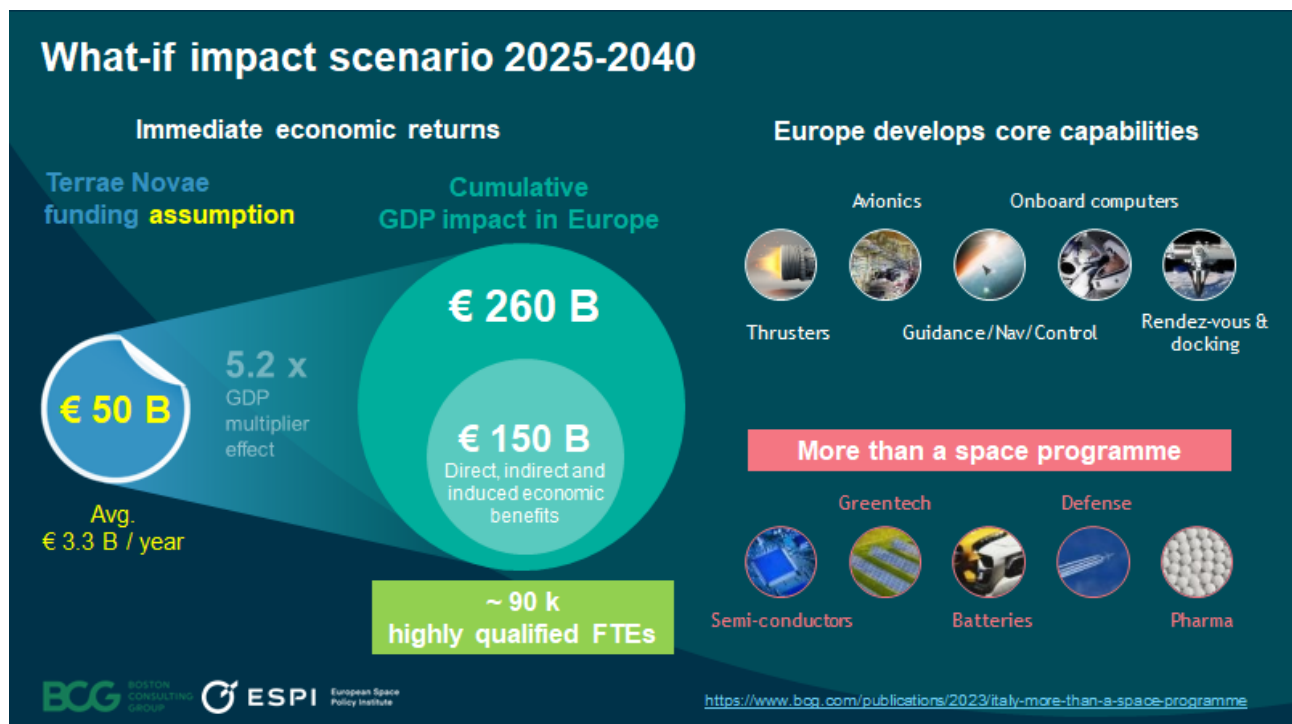 What-if impact scenario 2025-2040
Immediate economic returns
Terrae Novae
funding assumption
Cumulative
GDP impact in Europe
€ 260 B
5.2 x
GDP
multiplier
effect
€ 50 B
€ 150 B
Direct, indirect and
induced economic
benefits
Avg.
€ 3.3 B / year
~ 90 k
highly qualified FTEs
Europe develops core capabilities
Avionics
Onboard computers
Thrusters
Guidance/Nav/Control
Rendez-vous &
docking
More than a space programme
Greentech
Defense
Semi-conductors
Batteries
Pharma
BCG
BOSTON
CONSULTING
GROUP
ESPI
European Space
Policy Institute
https://www.bcg.com/publications/2023/italy-more-than-a-space-programme